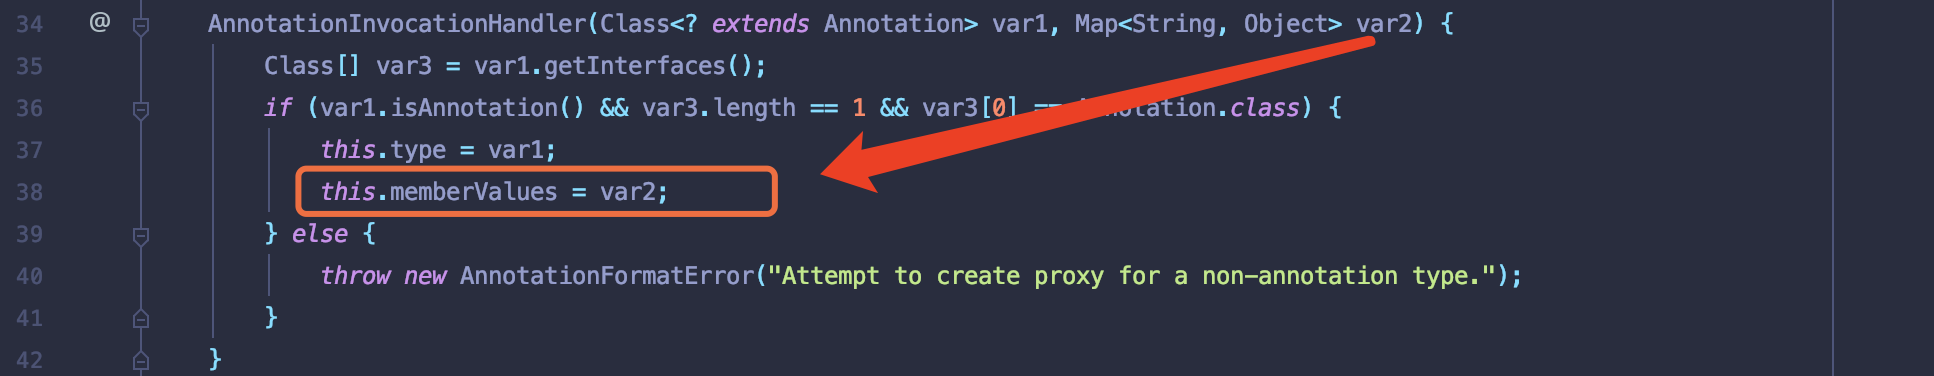 34 @ AnnotationInvocationHandler(Class<? extends Annotation> var1, Map<String, Object> var2) {
35 Class[] var3 = var1.getInterfaces();
36 if (var1.isAnnotation() && var3.length == 1 && var3[0] == .class) {
37 this.type = var1;
38 this.memberValues = var2;
39 } else {
40 throw new AnnotationFormatError("Attempt to create proxy for a non-annotation type.");
41 }
42 }